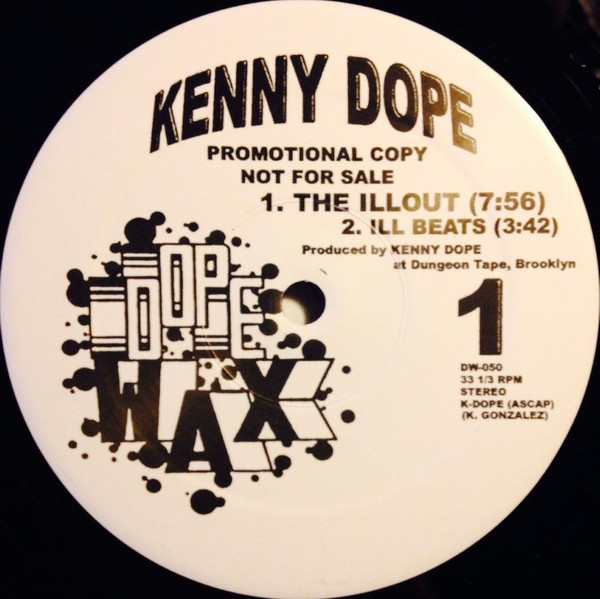 KENNY DOPE
PROMOTIONAL COPY
NOT FOR SALE
1. THE ILLOUT (7:56)
2. ILL BEATS (3:42)
Produced by KENNY DOPE
at Dungeon Tape, Brooklyn
DOPE
WAX
1
DW-050
33 1/3 RPM
STEREO
K-DOPE (ASCAP)
(K. GONZALEZ)